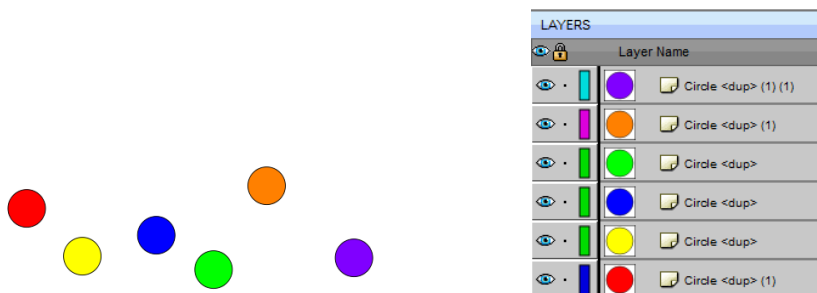 LAYERS
Layer Name
Circle <dup> (1) (1)
Circle <dup> (1)
Circle <dup>
Circle <dup>
Circle <dup>
Circle <dup> (1)